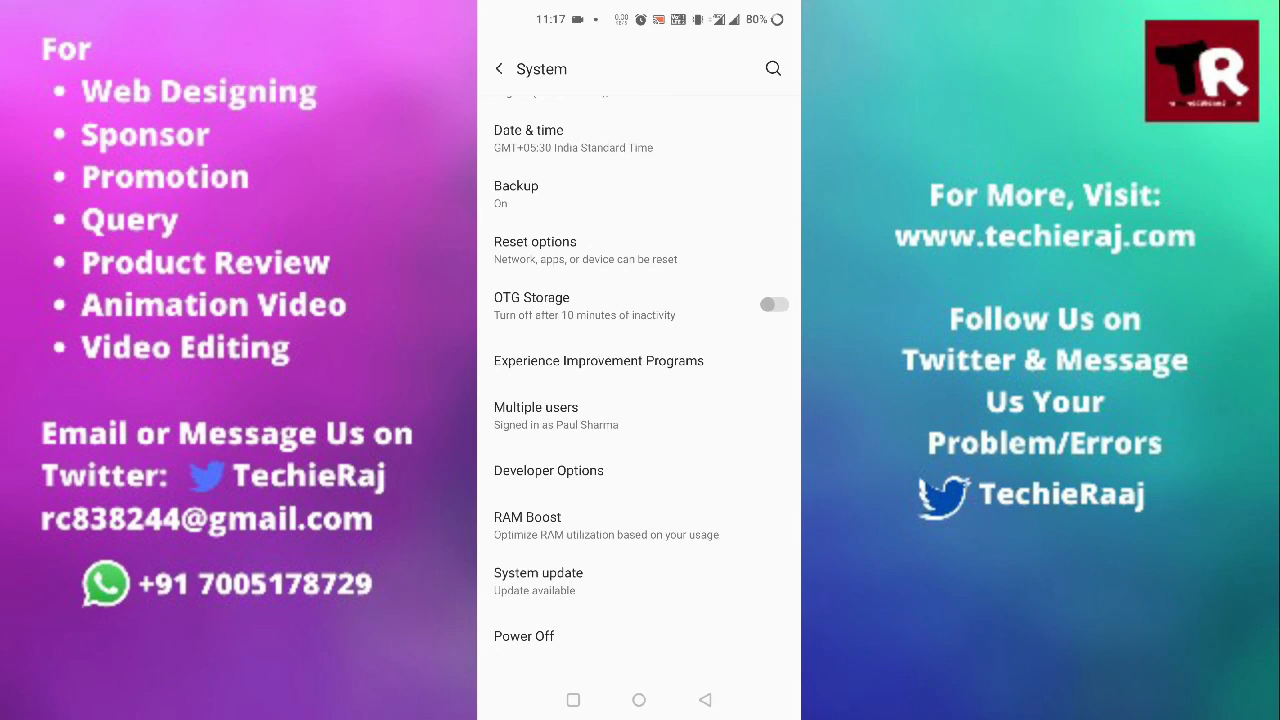 For
• Web Designing
• Sponsor
• Promotion
• Query
• Product Review
• Animation Video
• Video Editing
Email or Message Us on
Twitter: TechieRaj
rc838244@gmail.com
+91 7005178729
11:17
80%
System
Date & time
GMT+05:30 India Standard Time
Backup
On
Reset options
Network, apps, or device can be reset
OTG Storage
Turn off after 10 minutes of inactivity
Experience Improvement Programs
Multiple users
Signed in as Paul Sharma
Developer Options
RAM Boost
Optimize RAM utilization based on your usage
System update
Update available
Power Off
TR
For More, Visit:
www.techieraj.com
Follow Us on
Twitter & Message
Us Your
Problem/Errors
TechieRaaj